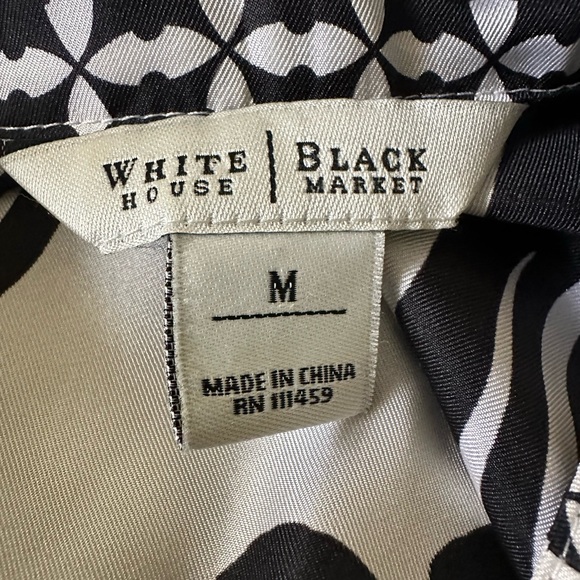 WHITE HOUSE | BLACK MARKET
M
MADE IN CHINA
RN 111459